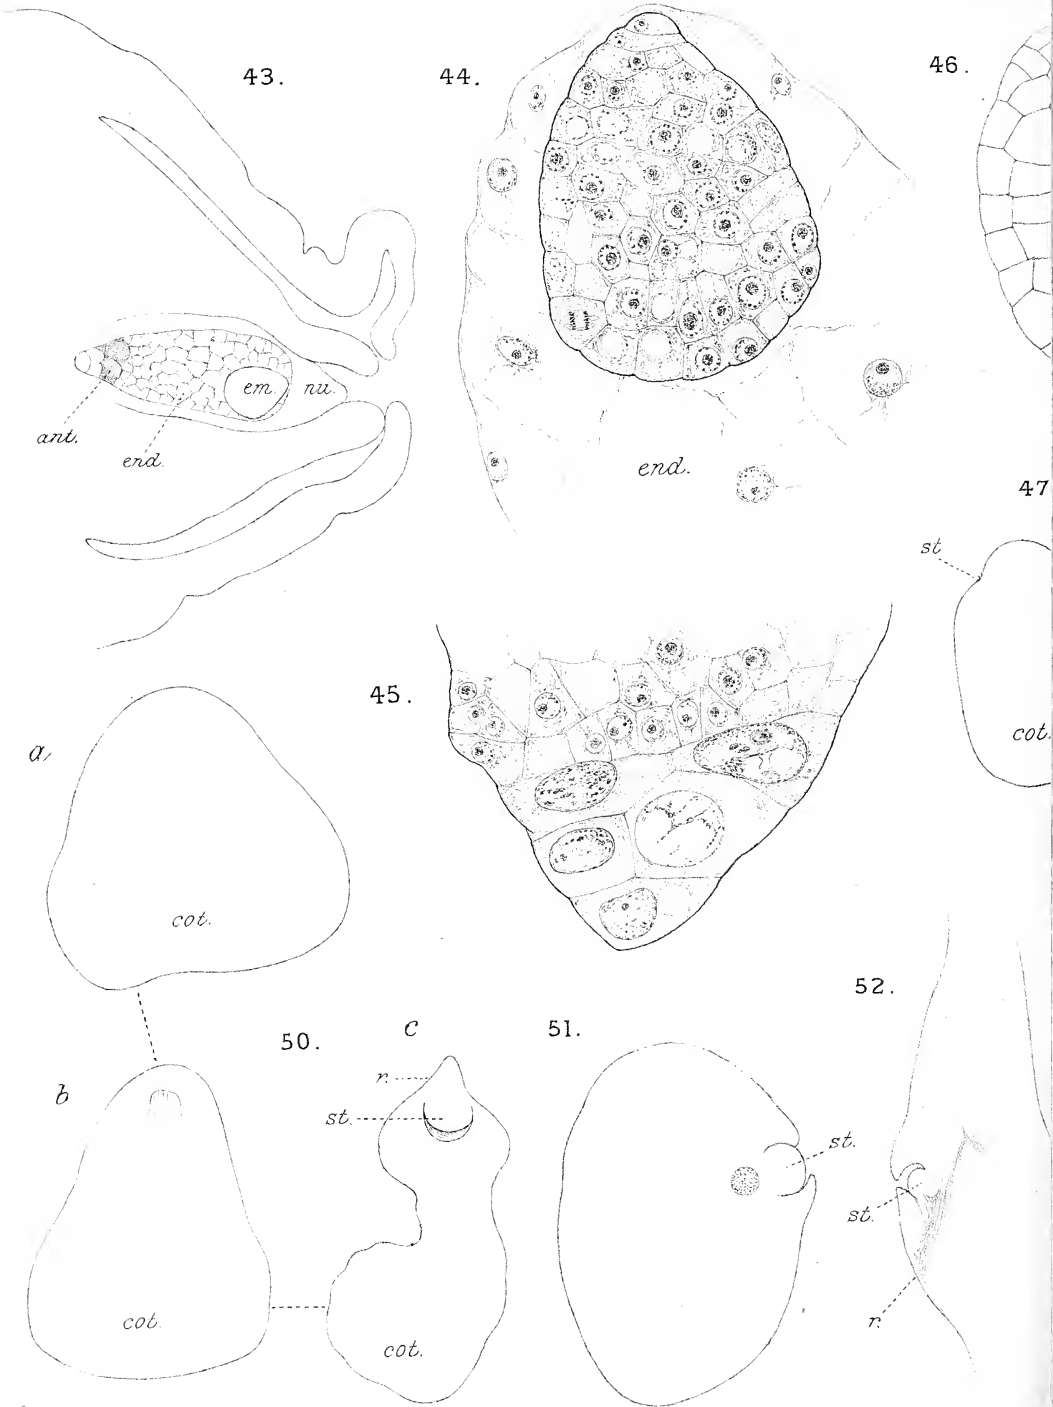 43.
44.
46.
em.
nu.
ant.
end.
end.
47
st
cot.
45.
a
cot.
50.
c
51.
52.
b
r.
st.
st.
st.
r.
cot.
cot.